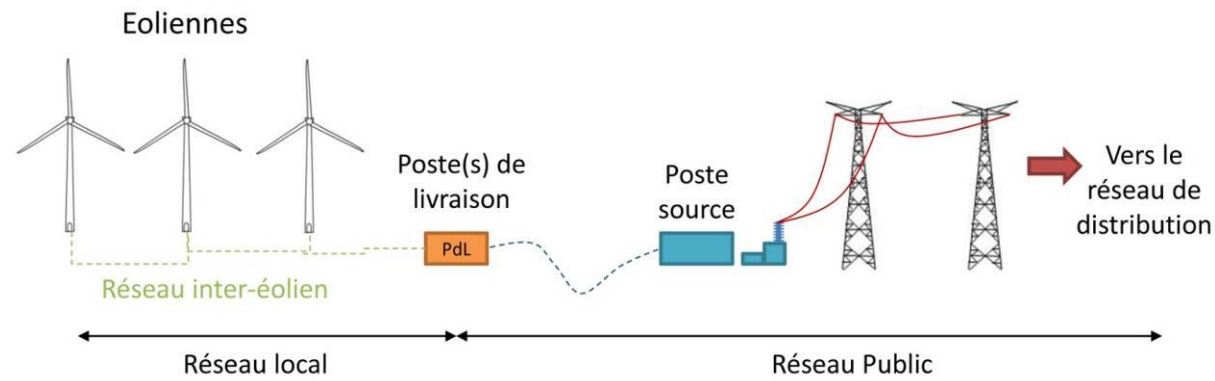 Eoliennes
Poste(s) de
livraison
PdL
Réseau inter-éolien
Poste
source
Vers le
réseau de
distribution
Réseau local
Réseau Public